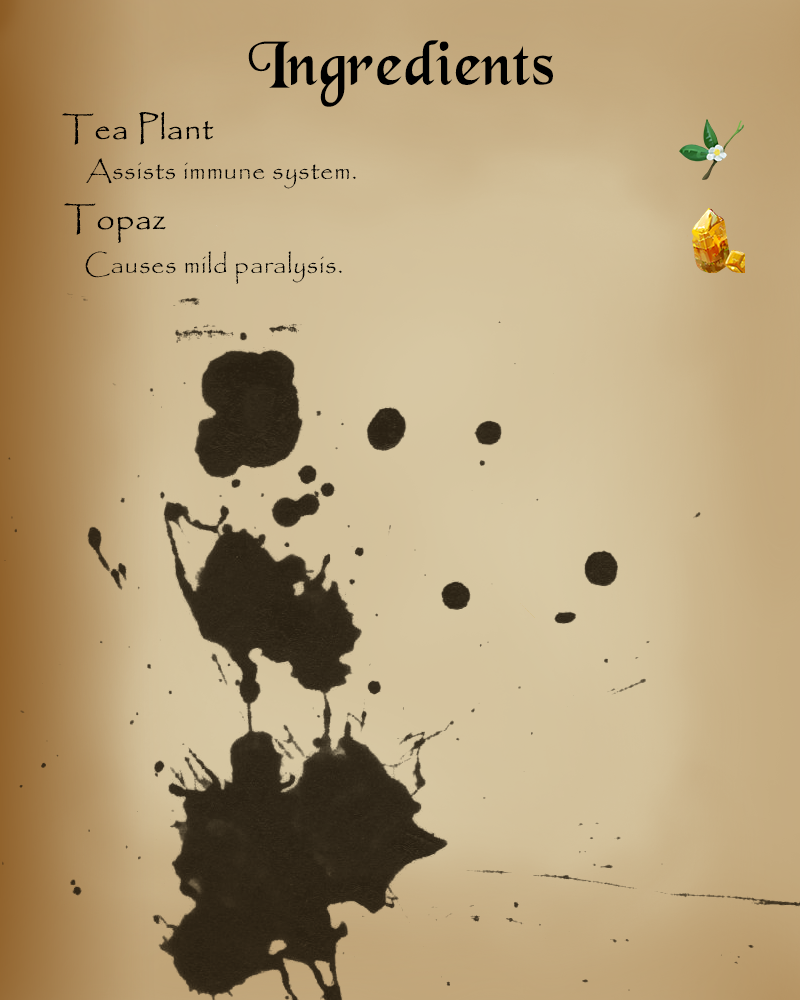 Ingredients
Tea Plant
Assists immune system.
Topaz
Causes mild paralysis.